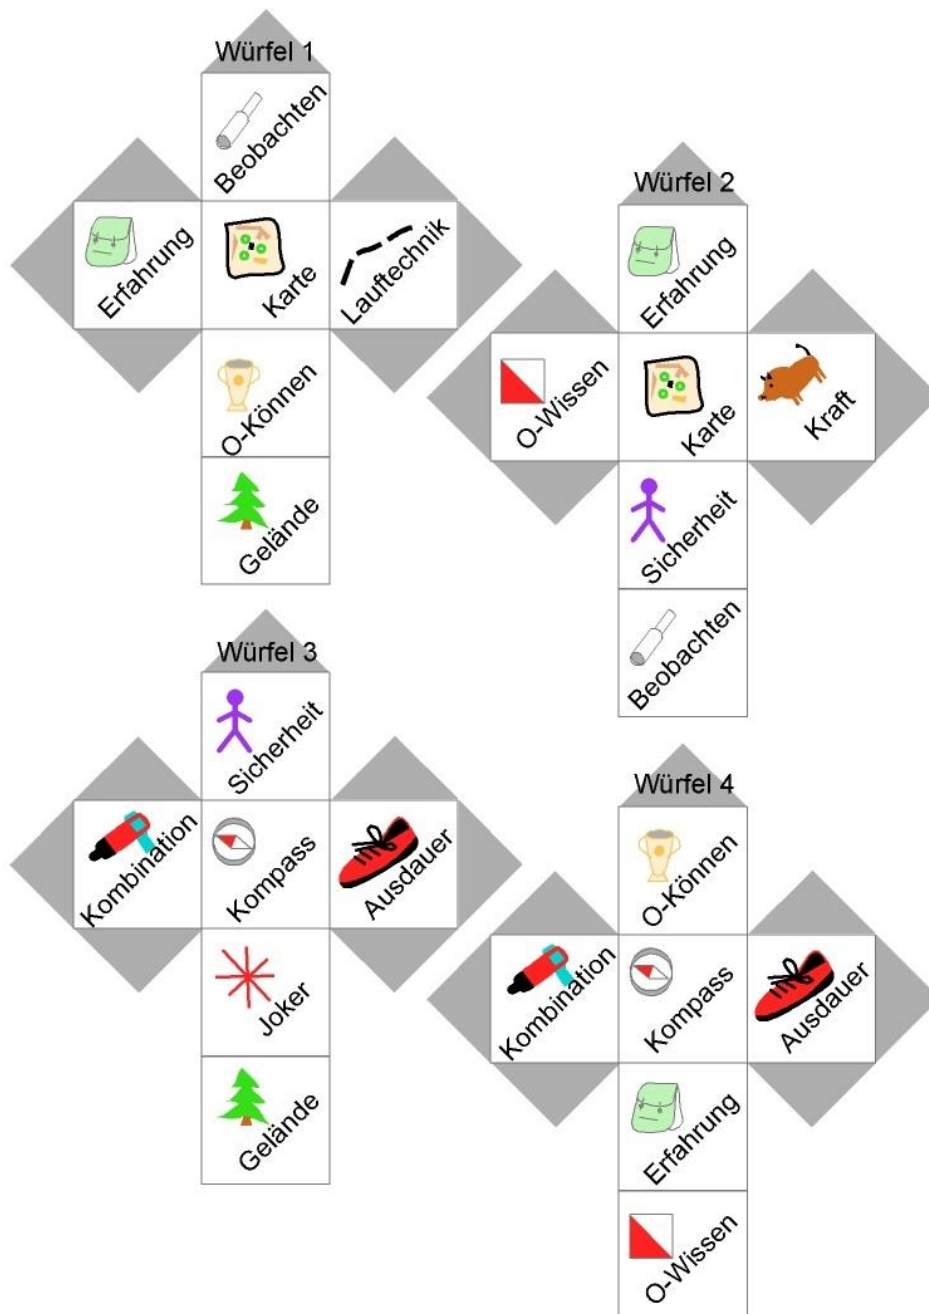 Würfel 1
Beobachten
Erfahrung
Karte
Lauftechnik
O-Können
Gelände
Würfel 2
Erfahrung
O-Wissen
Karte
Kraft
Sicherheit
Beobachten
Würfel 3
Sicherheit
Kombination
Kompass
Ausdauer
Joker
Gelände
Würfel 4
O-Können
Kombination
Kompass
Ausdauer
Erfahrung
O-Wissen